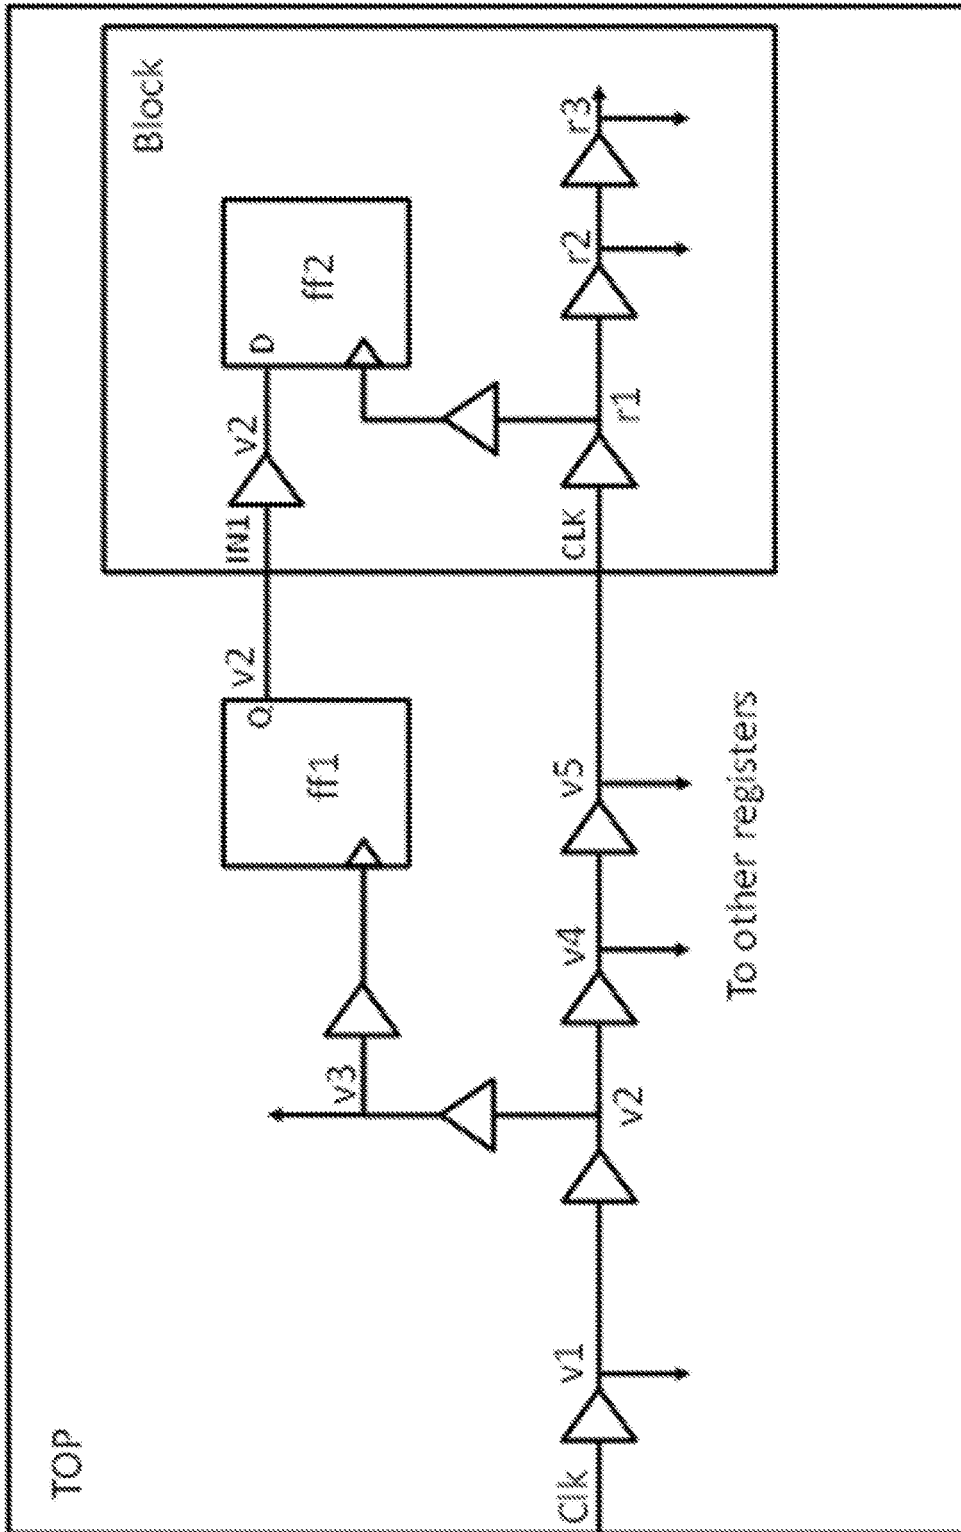 TOP
Block
v2
IN1
v2
Q
D
ff1
ff2
v3
Clk
v1
v2
v4
v5
CLK
r1
r2
r3
To other registers